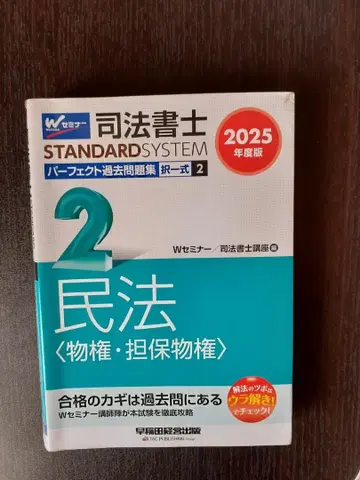 Wセミナー
司法書士
2025
年度版
STANDARDSYSTEM
パーフェクト過去問題集 択一式 2
Wセミナー／司法書士講座 編
2
民法
〈物権・担保物権〉
合格のカギは過去問にある
Wセミナー講師陣が本試験を徹底攻略
解法のツボは
ウラ解き!
でチェック!
早稲田経営出版
TAC PUBLISHING Group